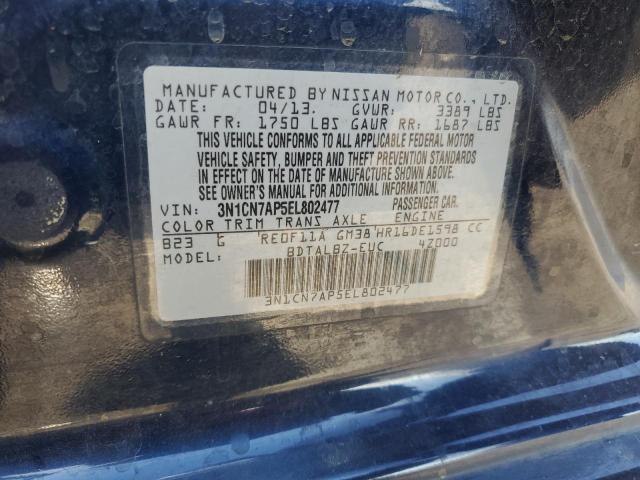 MANUFACTURED BY NISSAN MOTOR CO., LTD.
DATE: 04/13. GVWR: 3389 LBS
GAWR FR: 1750 LBS GAWR RR: 1687 LBS
THIS VEHICLE CONFORMS TO ALL APPLICABLE FEDERAL MOTOR
VEHICLE SAFETY, BUMPER AND THEFT PREVENTION STANDARDS
IN EFFECT ON THE DATE OF MANUFACTURE SHOWN ABOVE.
SEE OWNER'S MANUAL FOR ADDITIONAL INFORMATION.
VIN: 3N1CN7AP5EL802477 PASSENGER CAR.
COLOR TRIM TRANS AXLE ENGINE
B23 G RE0F11A GM38 HR16DE1598 CC
MODEL: BDTALBZ-EUC 4Z000
3N1CN7AP5EL802477